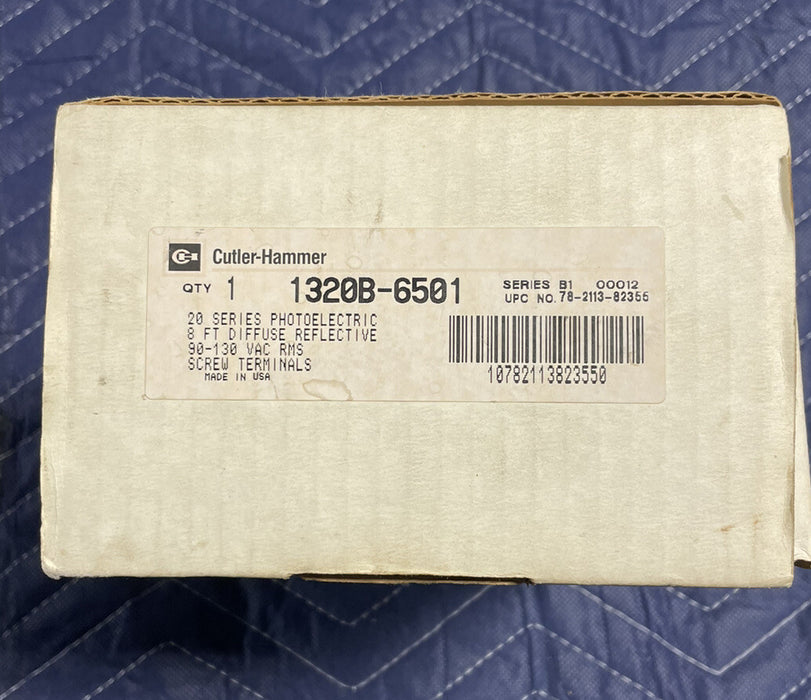 Cutler-Hammer
QTY 1 1320B-6501 SERIES B1 00012
UPC NO. 78-2113-82355
20 SERIES PHOTOELECTRIC
8 FT DIFFUSE REFLECTIVE
90-130 VAC RMS
SCREW TERMINALS
MADE IN USA
10782113823550